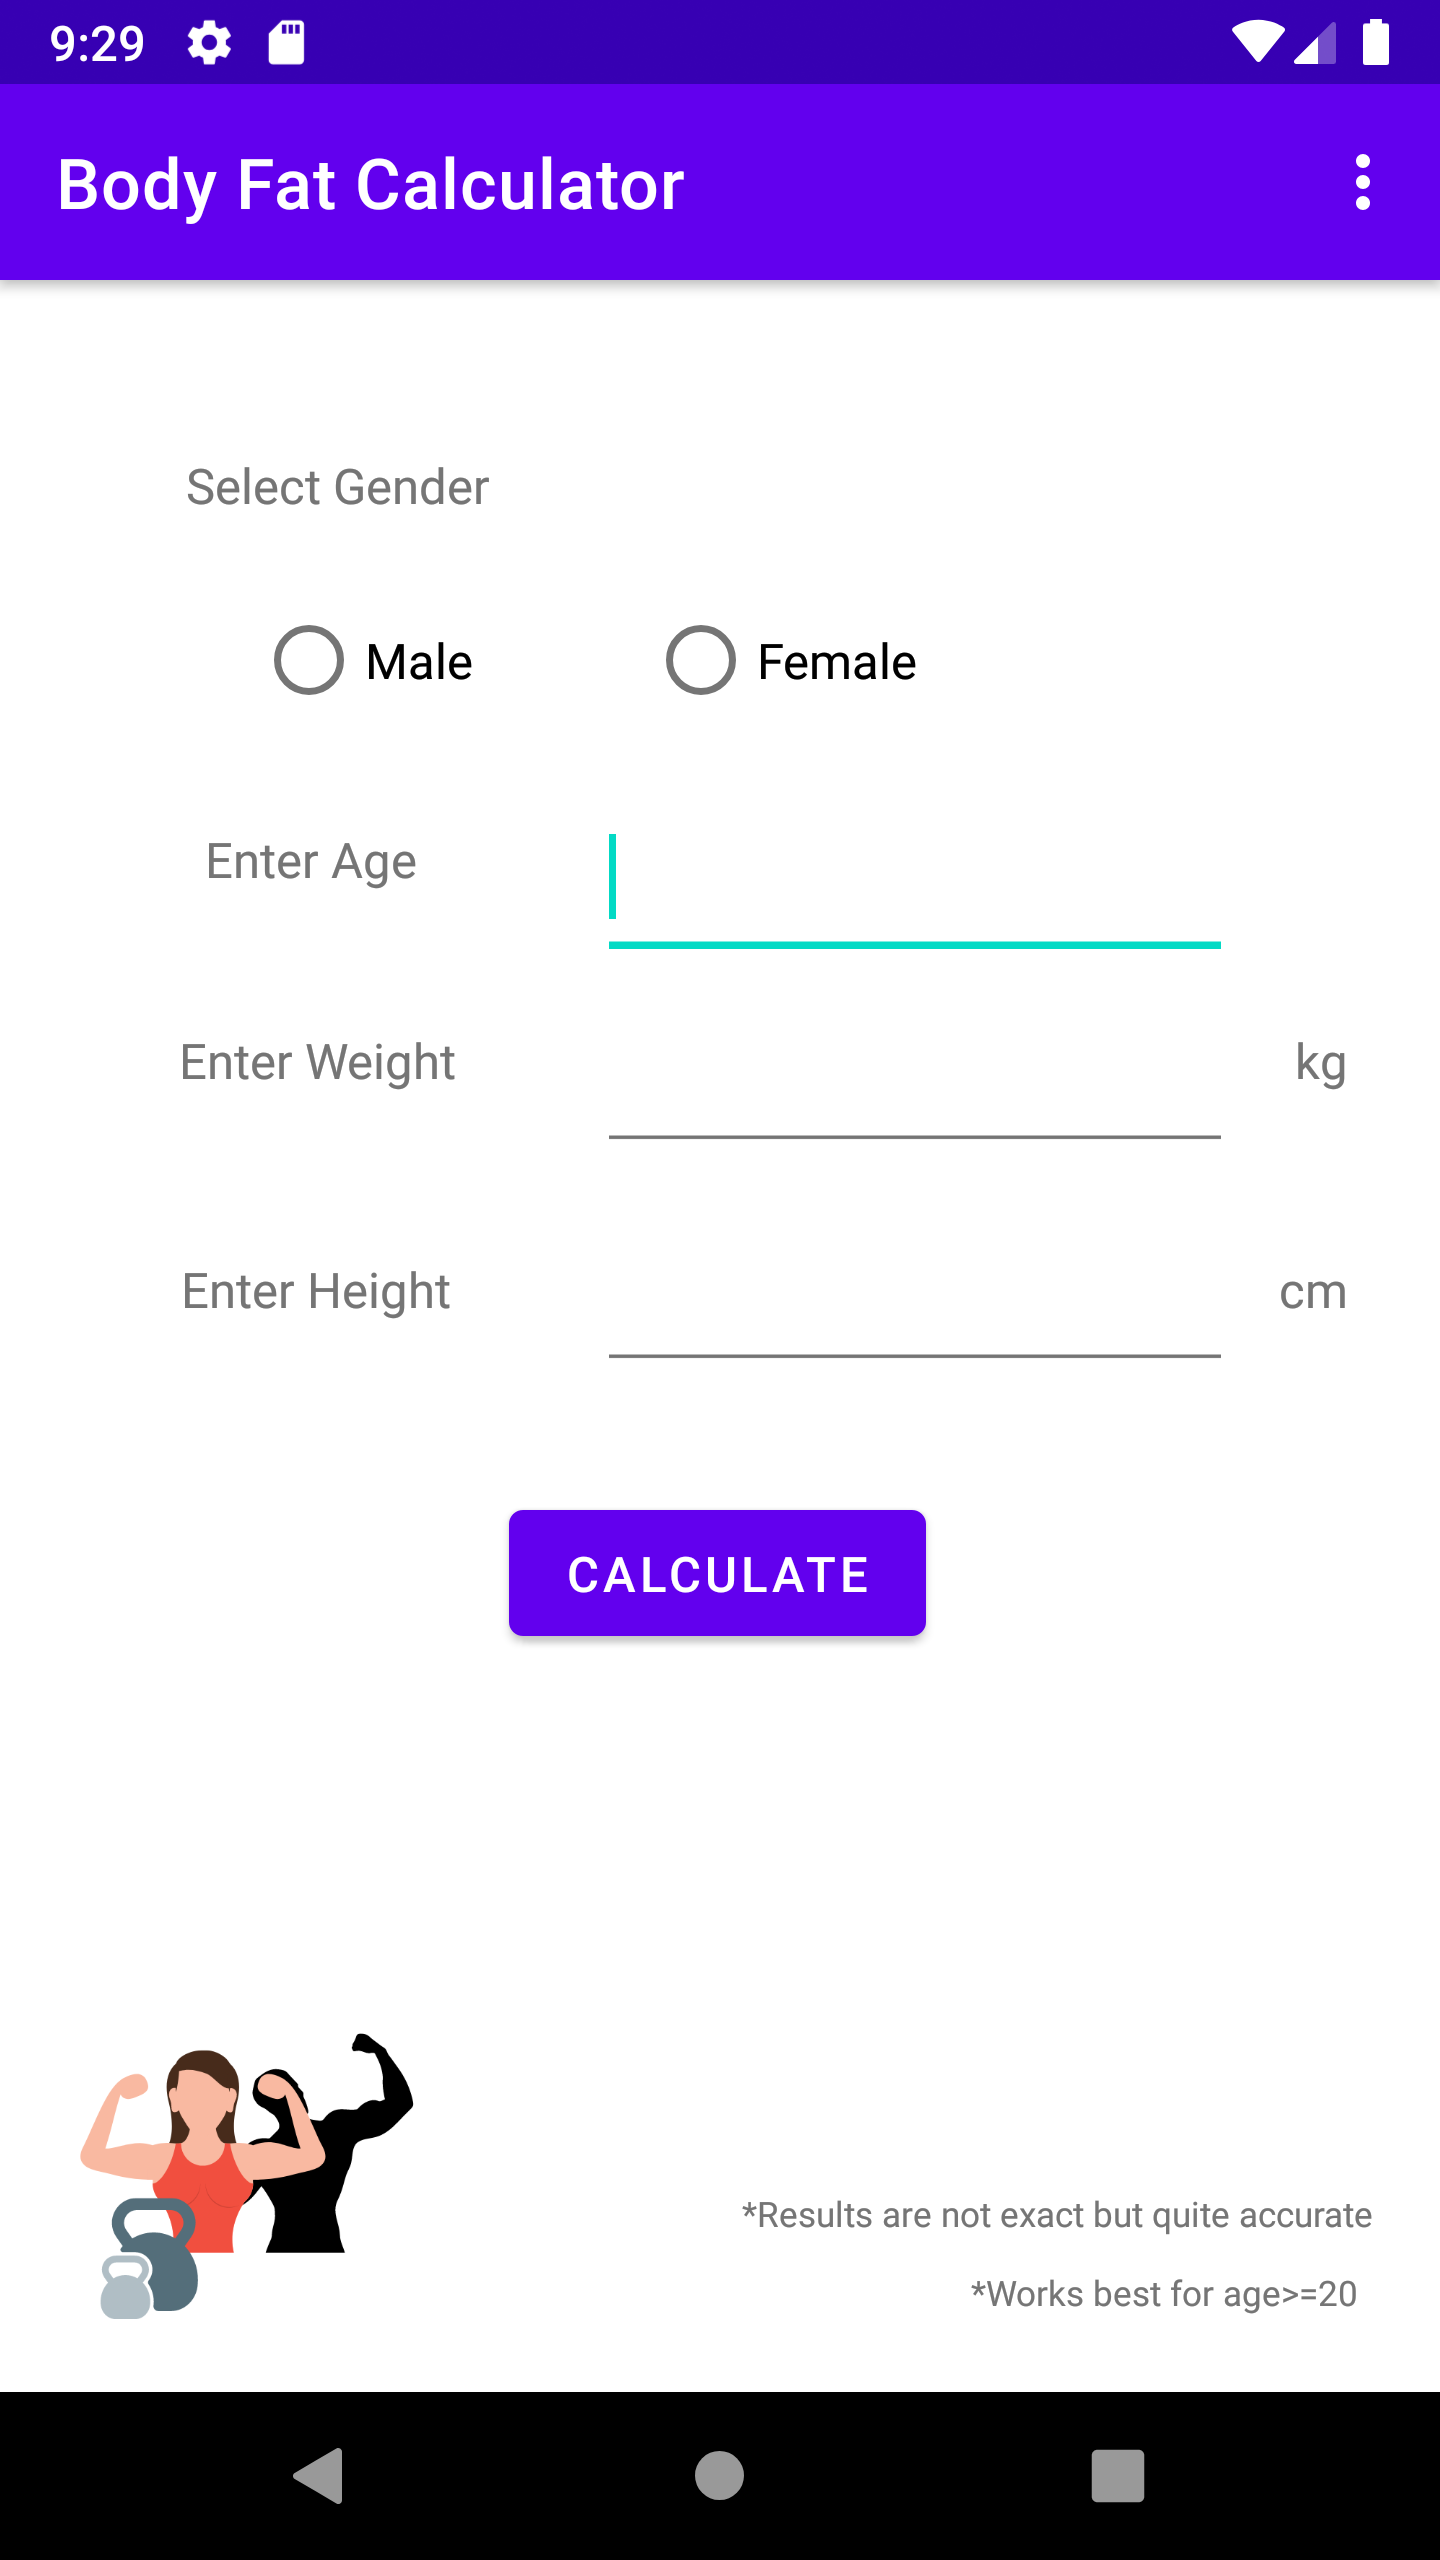 9:29
Body Fat Calculator
Select Gender
Male Female
Enter Age
Enter Weight kg
Enter Height cm
CALCULATE
*Results are not exact but quite accurate
*Works best for age>=20